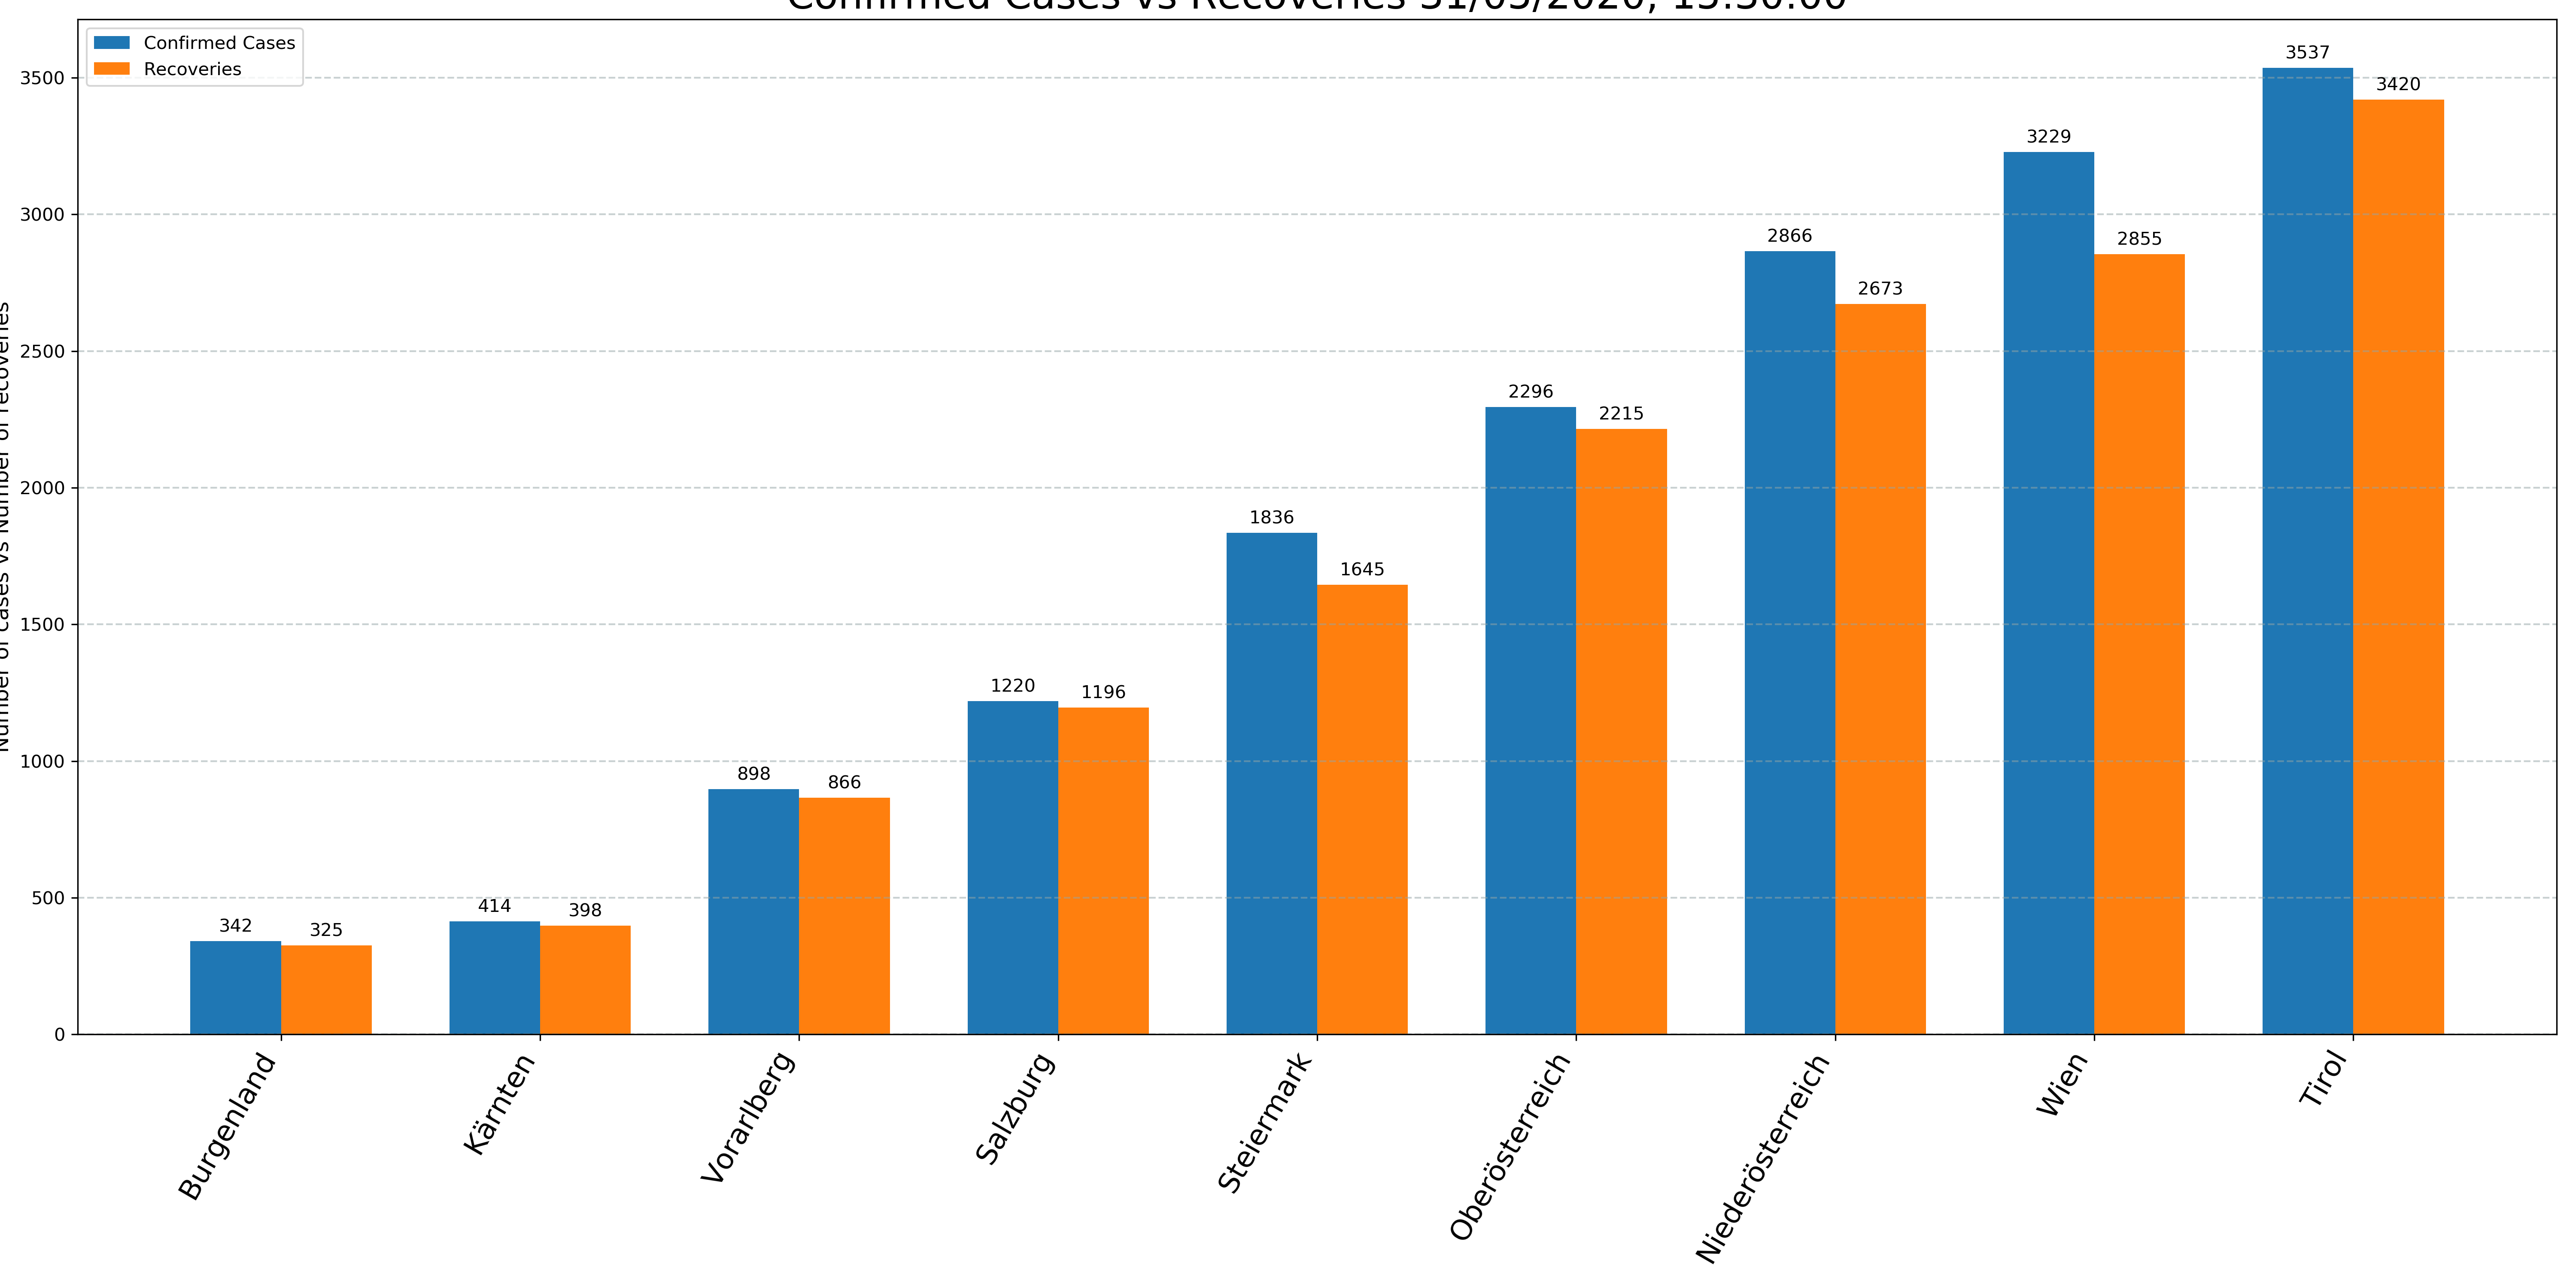 Confirmed Cases vs Recoveries 31/05/2020, 15:30:00
Confirmed Cases
Recoveries
Number of cases vs Number of recoveries
3500
3000
2500
2000
1500
1000
500
0
342
325
414
398
898
866
1220
1196
1836
1645
2296
2215
2866
2673
3229
2855
3537
3420
Burgenland
Kärnten
Vorarlberg
Salzburg
Steiermark
Oberösterreich
Niederösterreich
Wien
Tirol